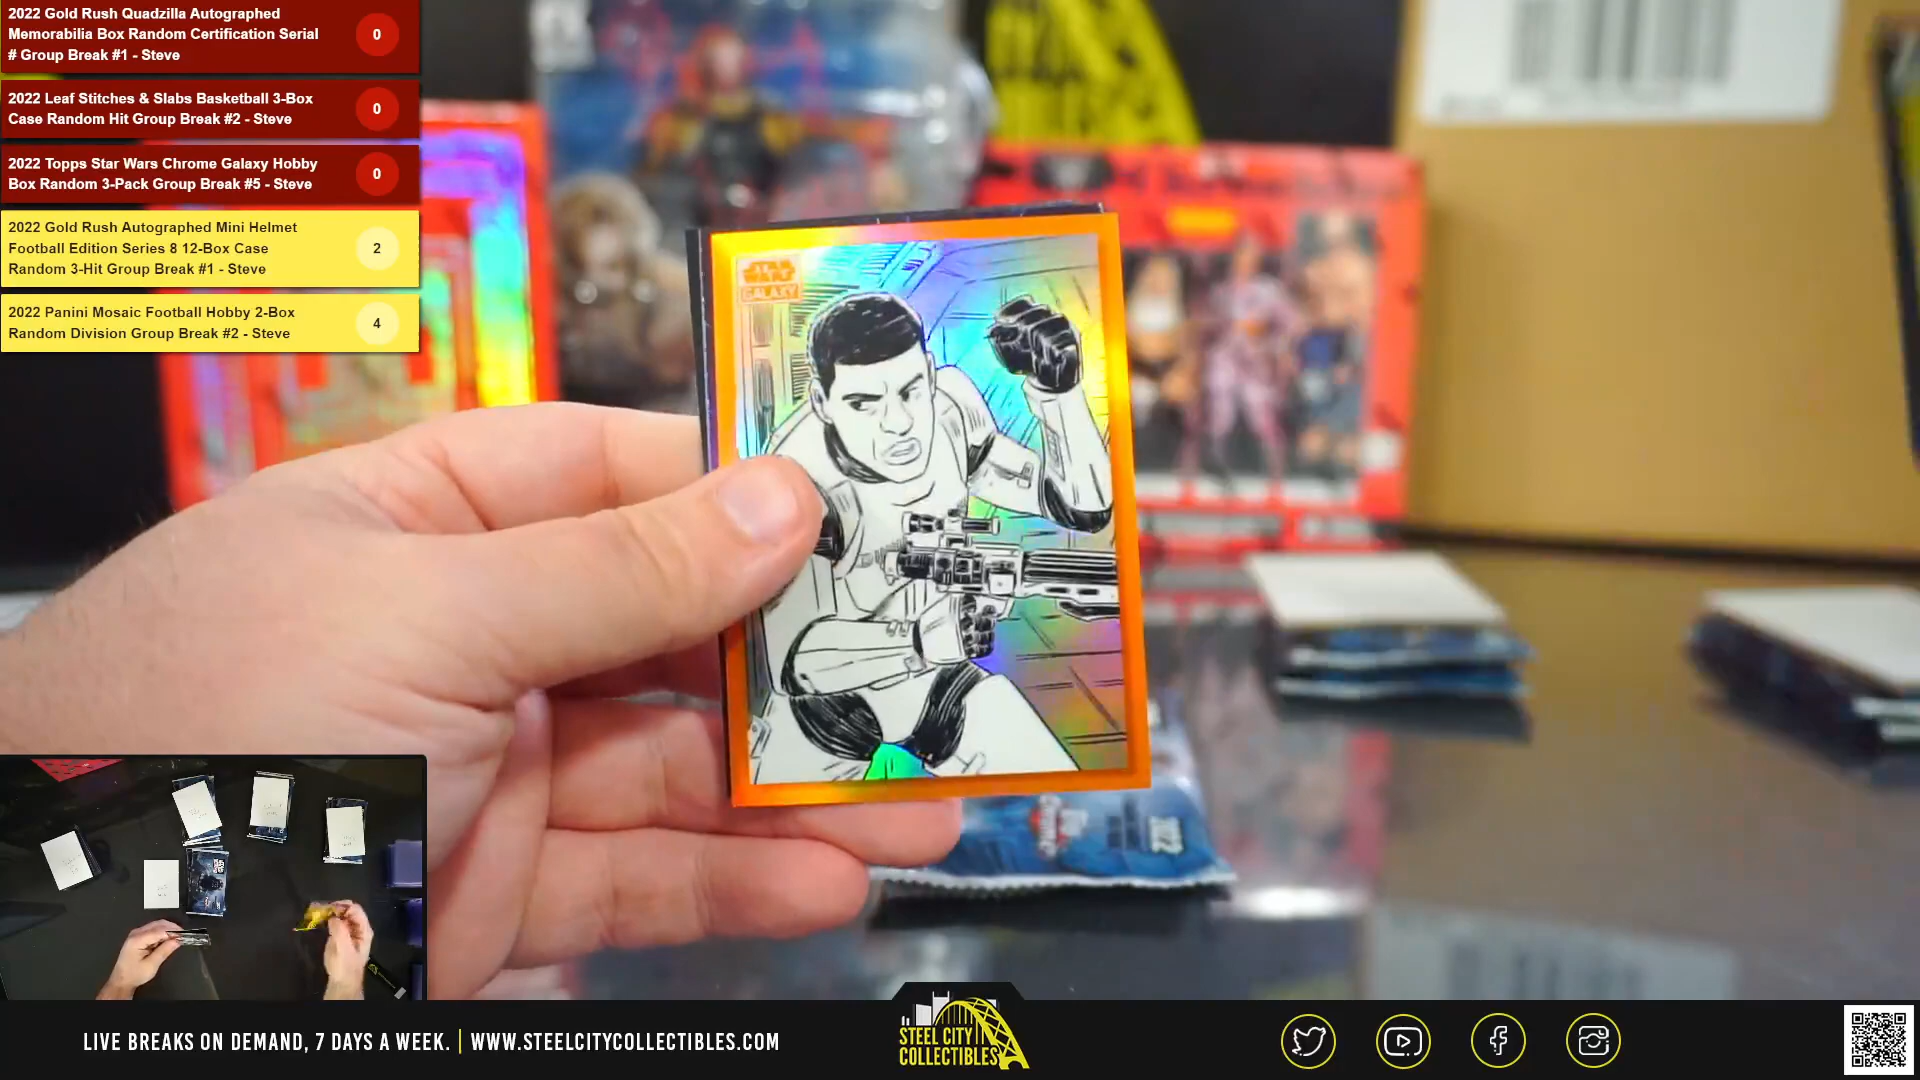 2022 Gold Rush Quadzilla Autographed
Memorabilia Box Random Certification Serial
# Group Break #1 - Steve
0
2022 Leaf Stitches & Slabs Basketball 3-Box
Case Random Hit Group Break #2 - Steve
0
2022 Topps Star Wars Chrome Galaxy Hobby
Box Random 3-Pack Group Break #5 - Steve
0
2022 Gold Rush Autographed Mini Helmet
Football Edition Series 8 12-Box Case
Random 3-Hit Group Break #1 - Steve
2
2022 Panini Mosaic Football Hobby 2-Box
Random Division Group Break #2 - Steve
4
STAR WARS
GALAXY
LIVE BREAKS ON DEMAND, 7 DAYS A WEEK. | WWW.STEELCITYCOLLECTIBLES.COM
STEEL CITY
COLLECTIBLES